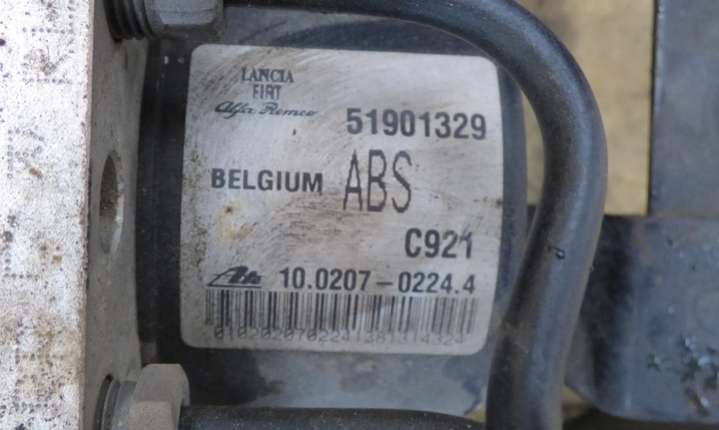 LANCIA
FIAT
Alfa Romeo
51901329
BELGIUM ABS
C921
Ate 10.0207-0224.4